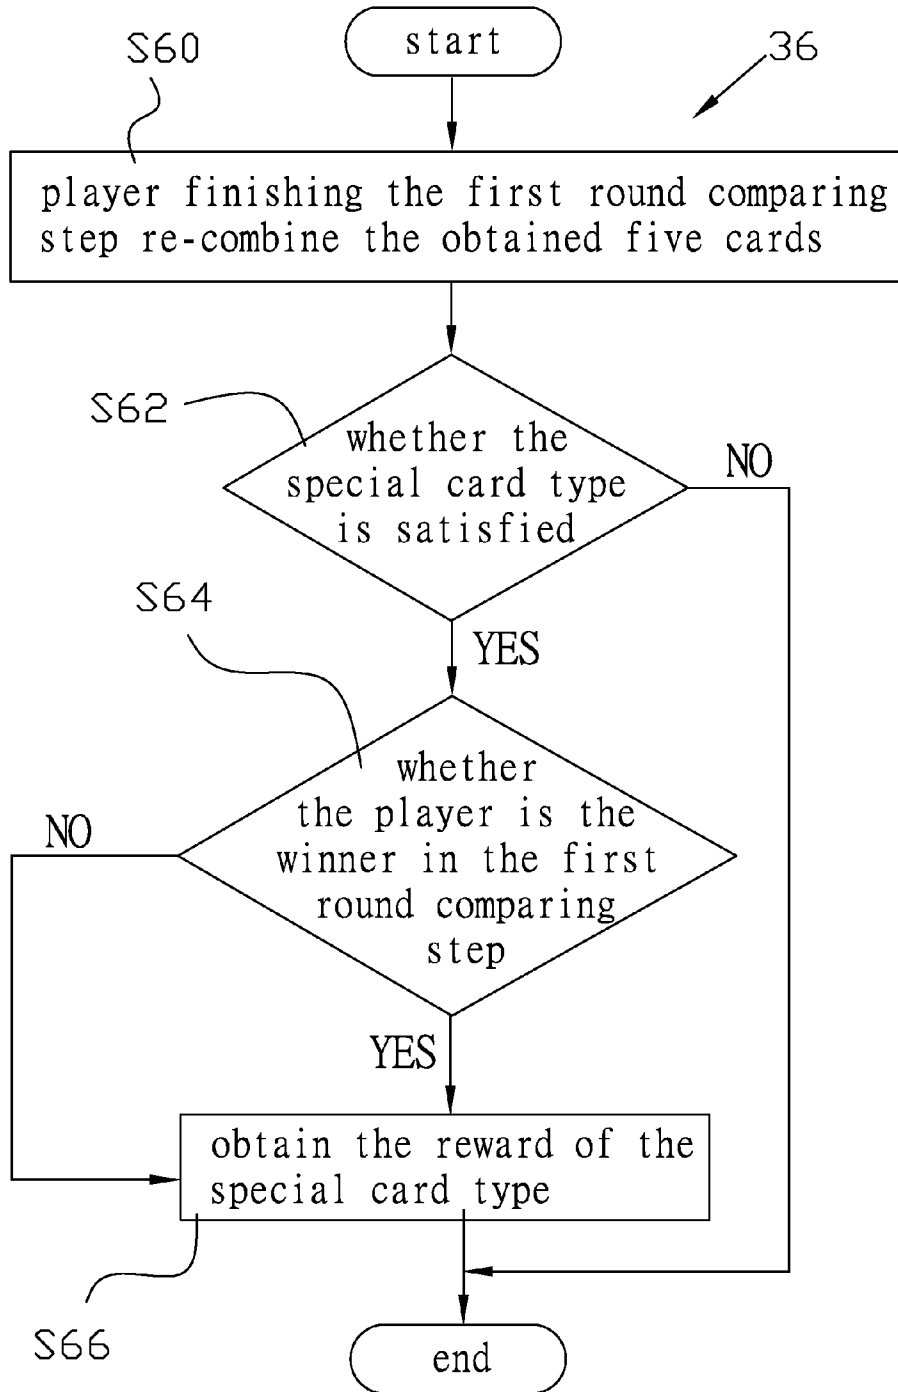 start
S60
36
player finishing the first round comparing
step re-combine the obtained five cards
S62
whether the
special card type
is satisfied
NO
YES
S64
whether
the player is the
winner in the first
round comparing
step
NO
YES
obtain the reward of the
special card type
S66
end